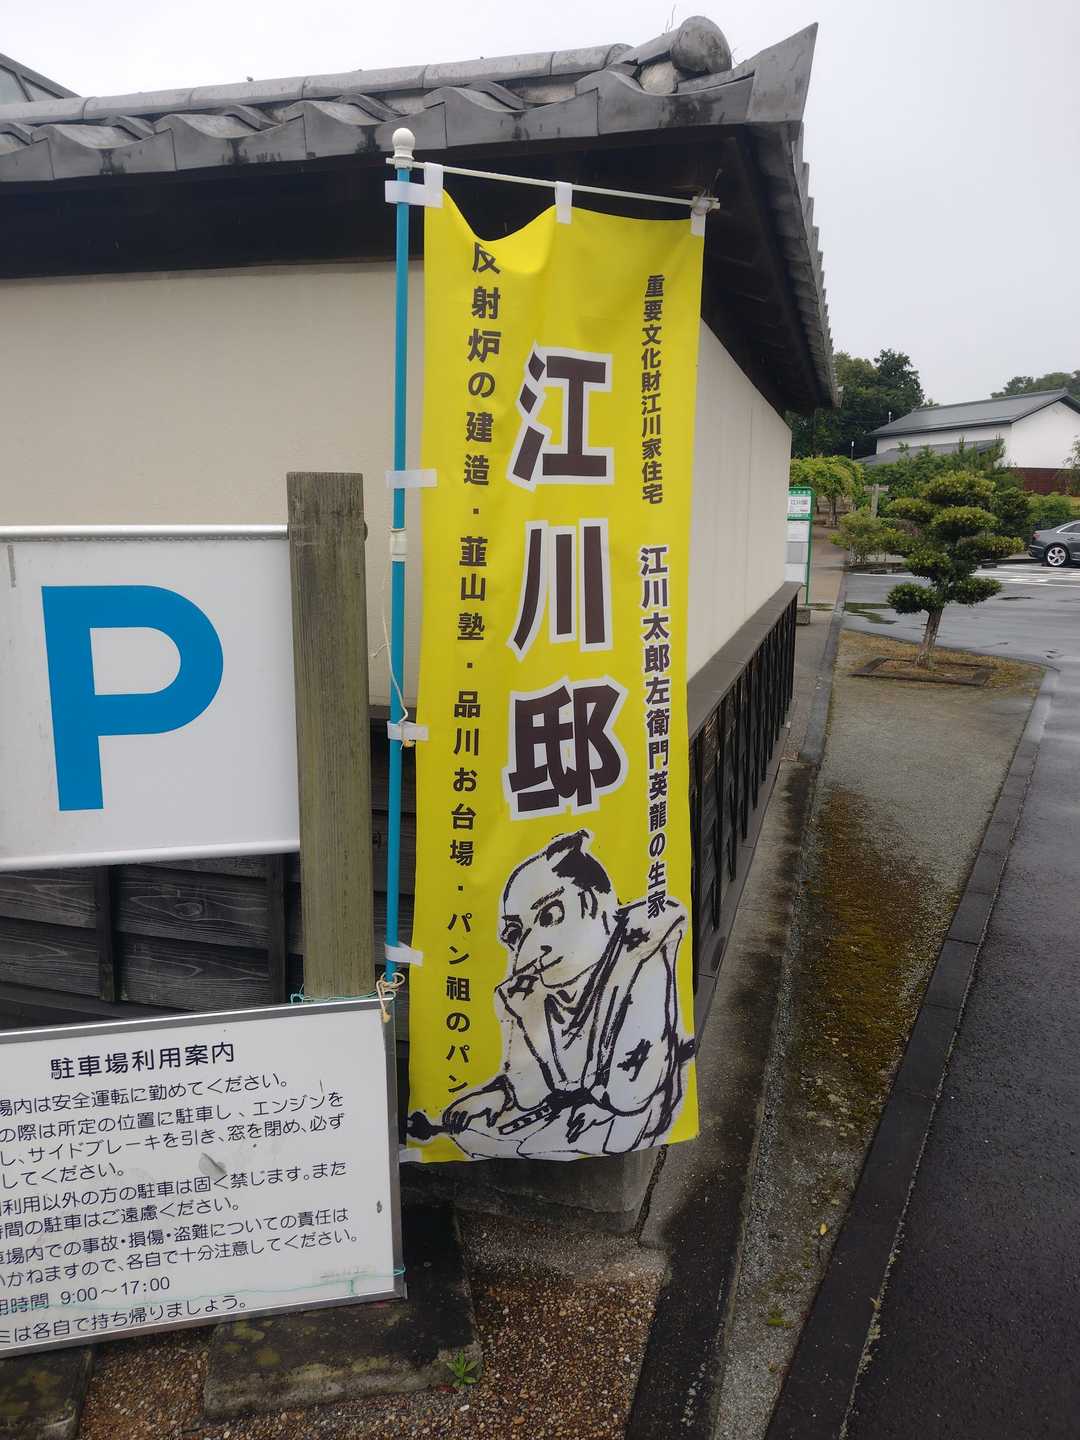 重要文化財江川家住宅
江川太郎左衛門英龍の生家
江川邸
反射炉の建造・韮山塾・品川お台場・パン祖のパン
P
駐車場利用案内
場内は安全運転に勤めてください。
の際は所定の位置に駐車し、エンジンを
し、サイドブレーキを引き、窓を閉め、必ず
してください。
利用以外の方の駐車は固く禁じます。また
時間の駐車はご遠慮ください。
車場内での事故・損傷・盗難についての責任は
いかねますので、各自で十分注意してください。
用時間 9:00～17:00
ミは各自で持ち帰りましょう。
江川邸